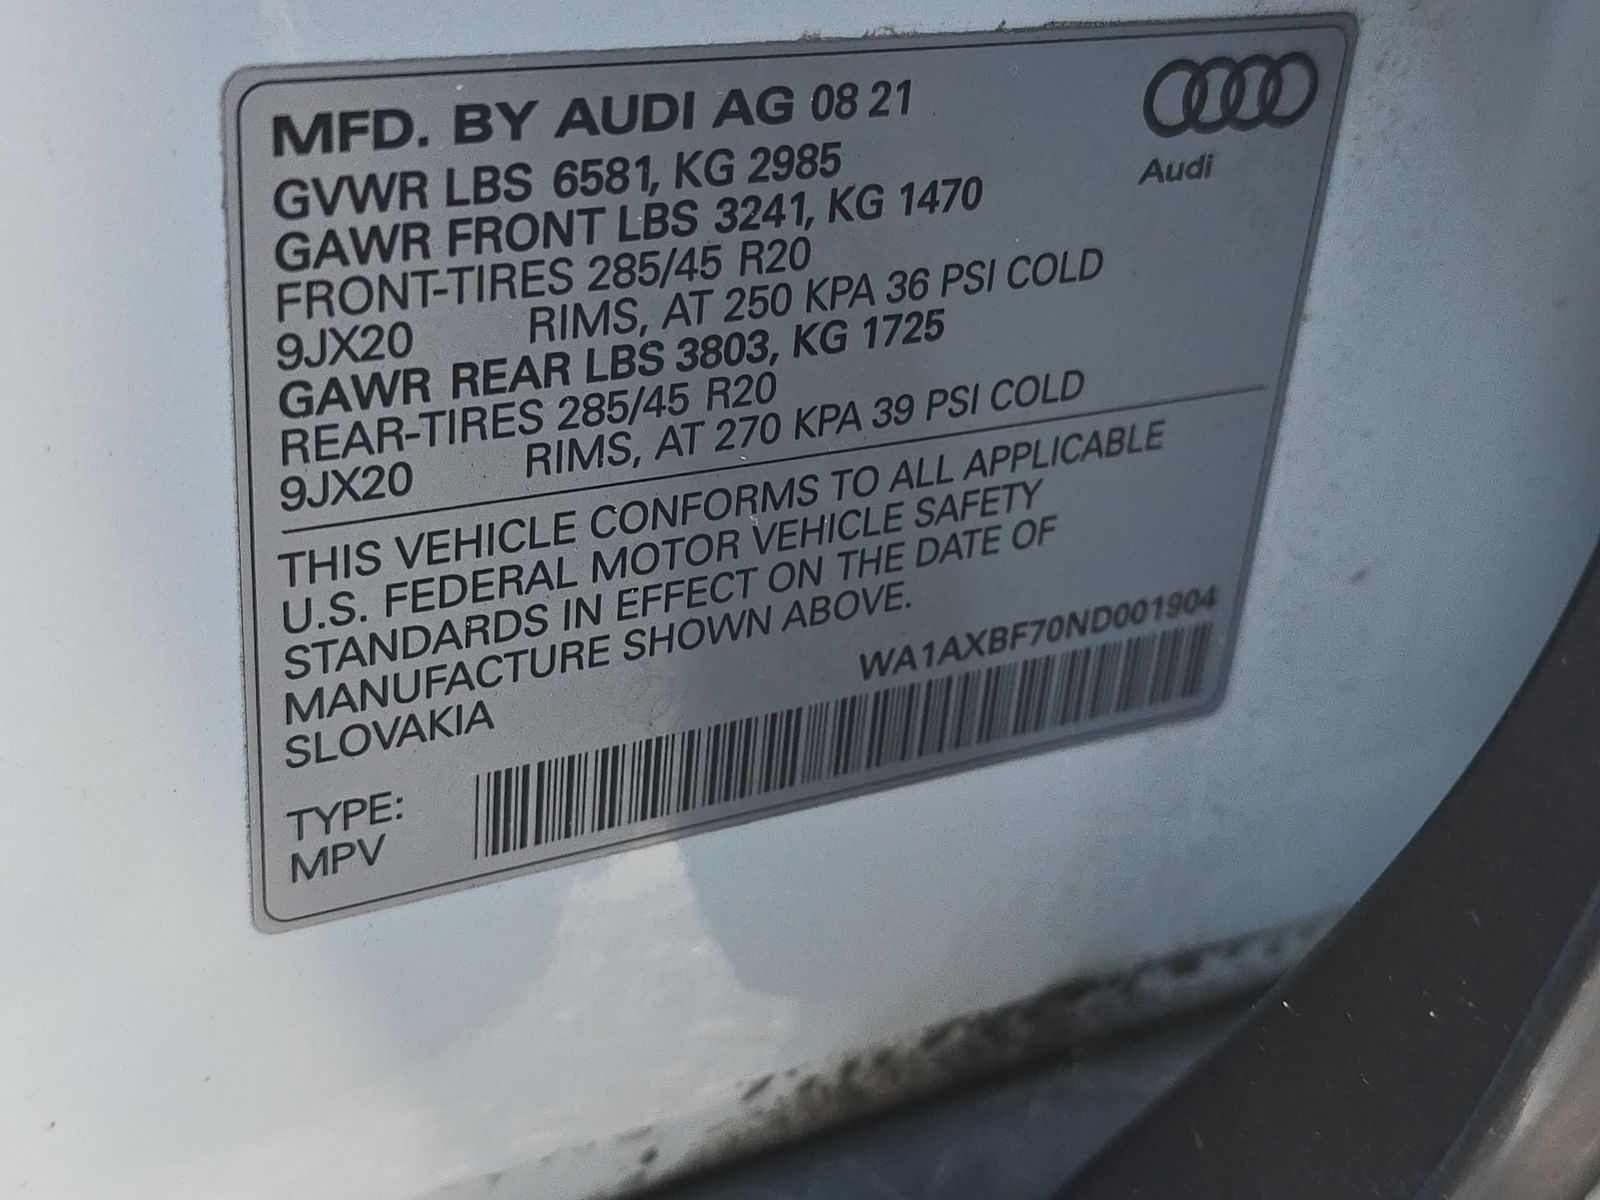 MFD. BY AUDI AG 08 21
Audi
GVWR LBS 6581, KG 2985
GAWR FRONT LBS 3241, KG 1470
FRONT-TIRES 285/45 R20
9JX20 RIMS, AT 250 KPA 36 PSI COLD
GAWR REAR LBS 3803, KG 1725
REAR-TIRES 285/45 R20
9JX20 RIMS, AT 270 KPA 39 PSI COLD
THIS VEHICLE CONFORMS TO ALL APPLICABLE
U.S. FEDERAL MOTOR VEHICLE SAFETY
STANDARDS IN EFFECT ON THE DATE OF
MANUFACTURE SHOWN ABOVE.
SLOVAKIA
WA1AXBF70ND001904
TYPE:
MPV